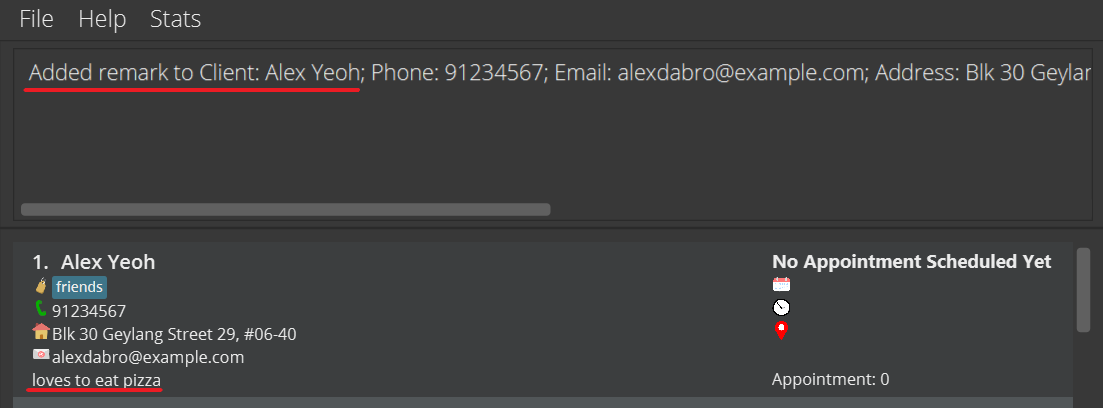 File Help Stats
Added remark to Client: Alex Yeoh; Phone: 91234567; Email: alexdabro@example.com; Address: Blk 30 Geylar
1. Alex Yeoh
friends
91234567
Blk 30 Geylang Street 29, #06-40
alexdabro@example.com
loves to eat pizza
No Appointment Scheduled Yet
Appointment: 0